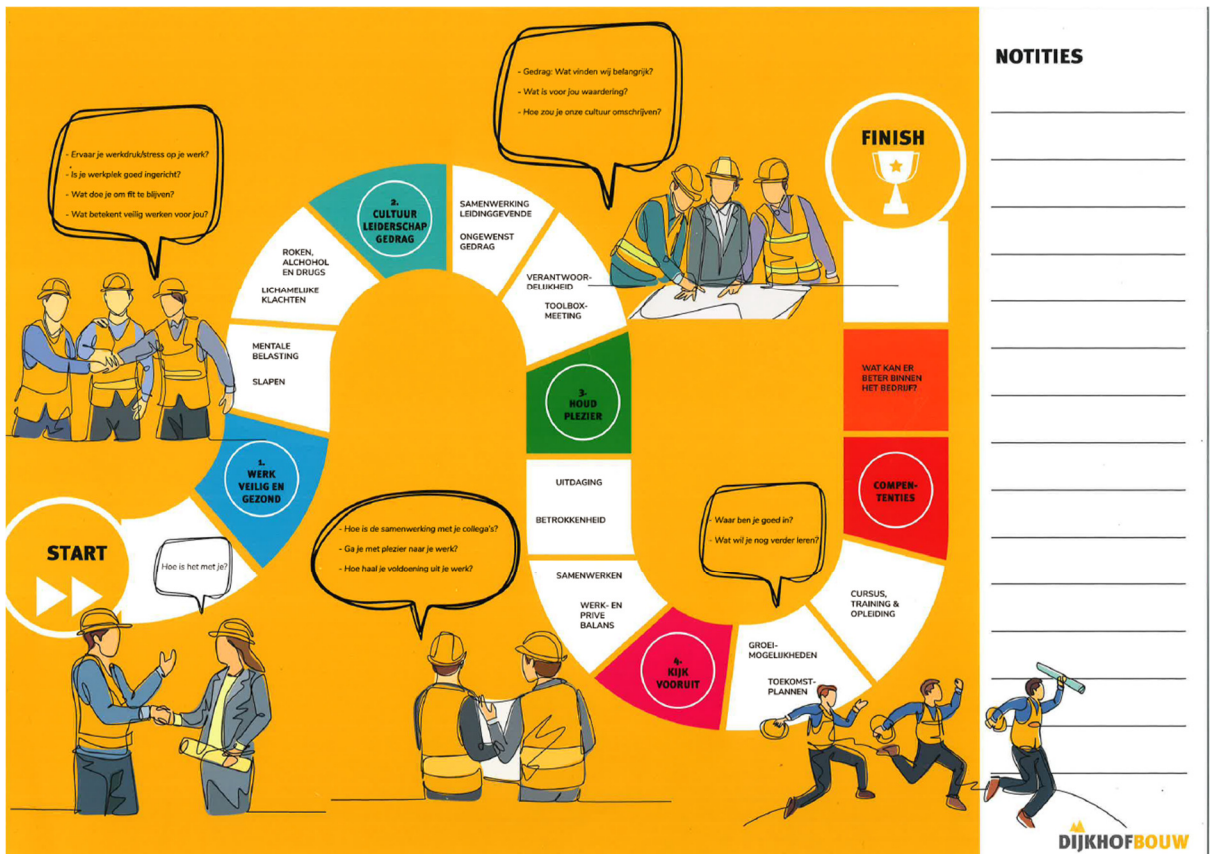 START
Hoe is het met je?
1.
WERK
VEILIG EN
GEZOND
- Ervaar je werkdruk/stress op je werk?
- Is je werkplek goed ingericht?
- Wat doe je om fit te blijven?
- Wat betekent veilig werken voor jou?
MENTALE
BELASTING
SLAPEN
ROKEN,
ALCOHOL
EN DRUGS
LICHAMELIJKE
KLACHTEN
2.
CULTUUR
LEIDERSCHAP
GEDRAG
- Gedrag: Wat vinden wij belangrijk?
- Wat is voor jou waardering?
- Hoe zou je onze cultuur omschrijven?
SAMENWERKING
LEIDINGGEVENDE
ONGEWENST
GEDRAG
VERANTWOOR-
DELIJKHEID
TOOLBOX-
MEETING
3.
HOUD
PLEZIER
- Hoe is de samenwerking met je collega's?
- Ga je met plezier naar je werk?
- Hoe haal je voldoening uit je werk?
UITDAGING
BETROKKENHEID
SAMENWERKEN
WERK- EN
PRIVE
BALANS
4.
KIJK
VOORUIT
- Waar ben je goed in?
- Wat wil je nog verder leren?
GROEI-
MOGELIJKHEDEN
TOEKOMST-
PLANNEN
CURSUS,
TRAINING &
OPLEIDING
COMPEN-
TENTIES
WAT KAN ER
BETER BINNEN
HET BEDRIJF?
FINISH
NOTITIES
DIJKHOFBOUW